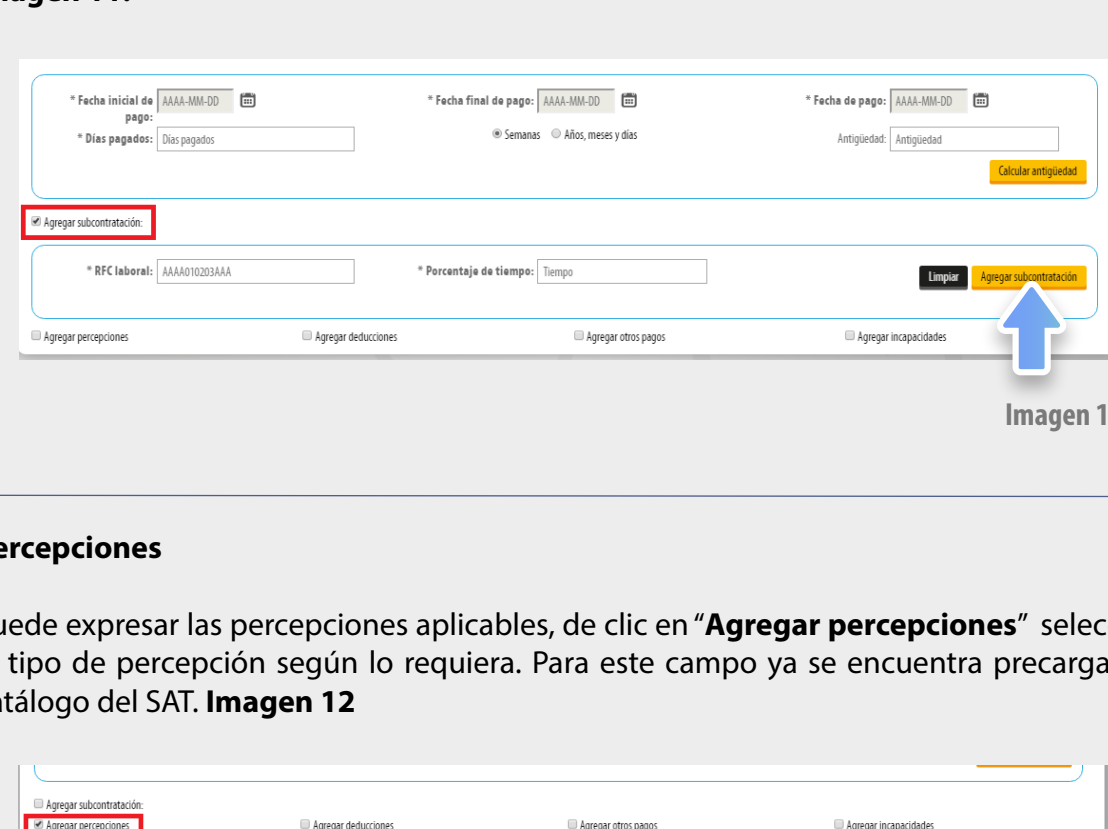 * Fecha inicial de pago: AAAA-MM-DD * Fecha final de pago: AAAA-MM-DD * Fecha de pago: AAAA-MM-DD
* Días pagados: Días pagados Semanas Años, meses y días Antigüedad: Antigüedad
Calcular antigüedad
Agregar subcontratación:
* RFC laboral: AAAA010203AAA * Porcentaje de tiempo: Tiempo Limpiar Agregar subcontratación
Agregar percepciones Agregar deducciones Agregar otros pagos Agregar incapacidades
Imagen 1
ercepciones
uede expresar las percepciones aplicables, de clic en “Agregar percepciones” selec
tipo de percepción según lo requiera. Para este campo ya se encuentra precarga
tálogo del SAT. Imagen 12
Agregar subcontratación:
Agregar percepciones Agregar deducciones Agregar otros pagos Agregar incapacidades